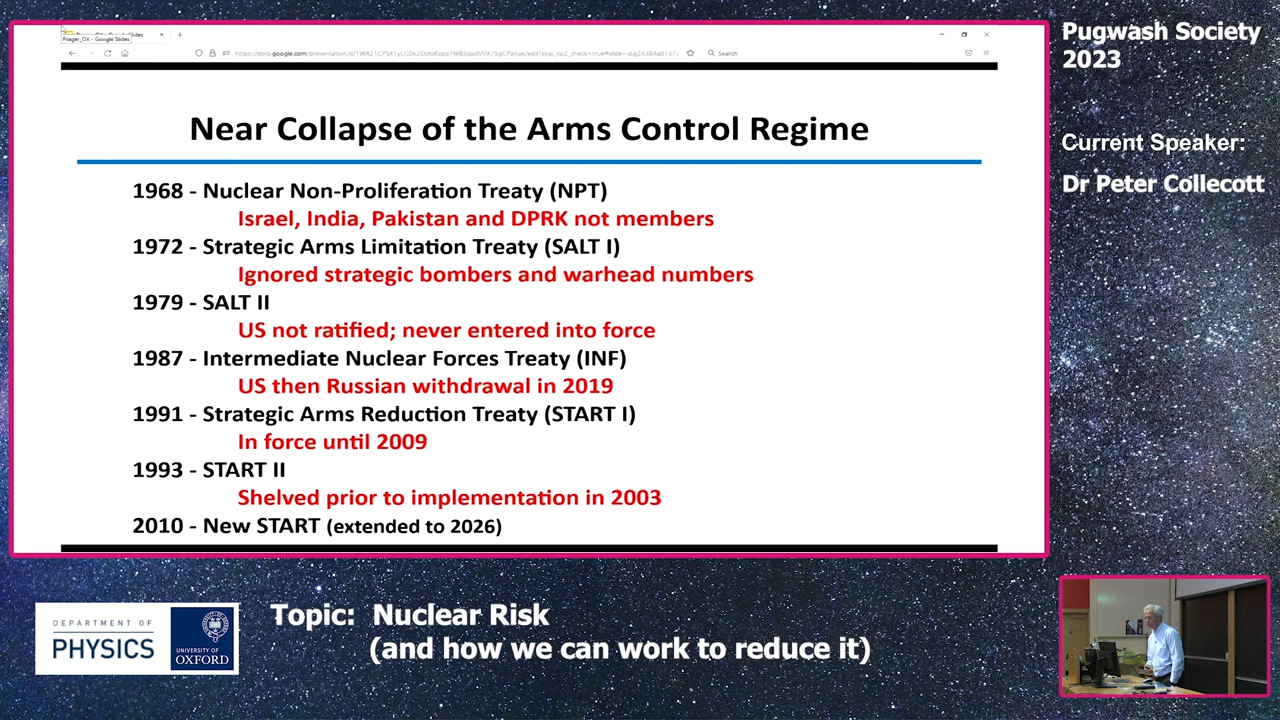 Prager_OX - Google Slides
Search
Near Collapse of the Arms Control Regime
1968 - Nuclear Non-Proliferation Treaty (NPT)
Israel, India, Pakistan and DPRK not members
1972 - Strategic Arms Limitation Treaty (SALT I)
Ignored strategic bombers and warhead numbers
1979 - SALT II
US not ratified; never entered into force
1987 - Intermediate Nuclear Forces Treaty (INF)
US then Russian withdrawal in 2019
1991 - Strategic Arms Reduction Treaty (START I)
In force until 2009
1993 - START II
Shelved prior to implementation in 2003
2010 - New START (extended to 2026)
Pugwash Society
2023
Current Speaker:
Dr Peter Collecott
DEPARTMENT OF
PHYSICS
UNIVERSITY OF
OXFORD
Topic: Nuclear Risk
(and how we can work to reduce it)